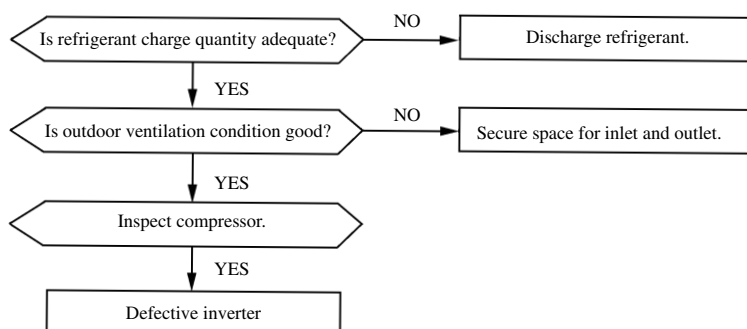 Is refrigerant charge quantity adequate?
NO
Discharge refrigerant.
YES
Is outdoor ventilation condition good?
NO
Secure space for inlet and outlet.
YES
Inspect compressor.
YES
Defective inverter